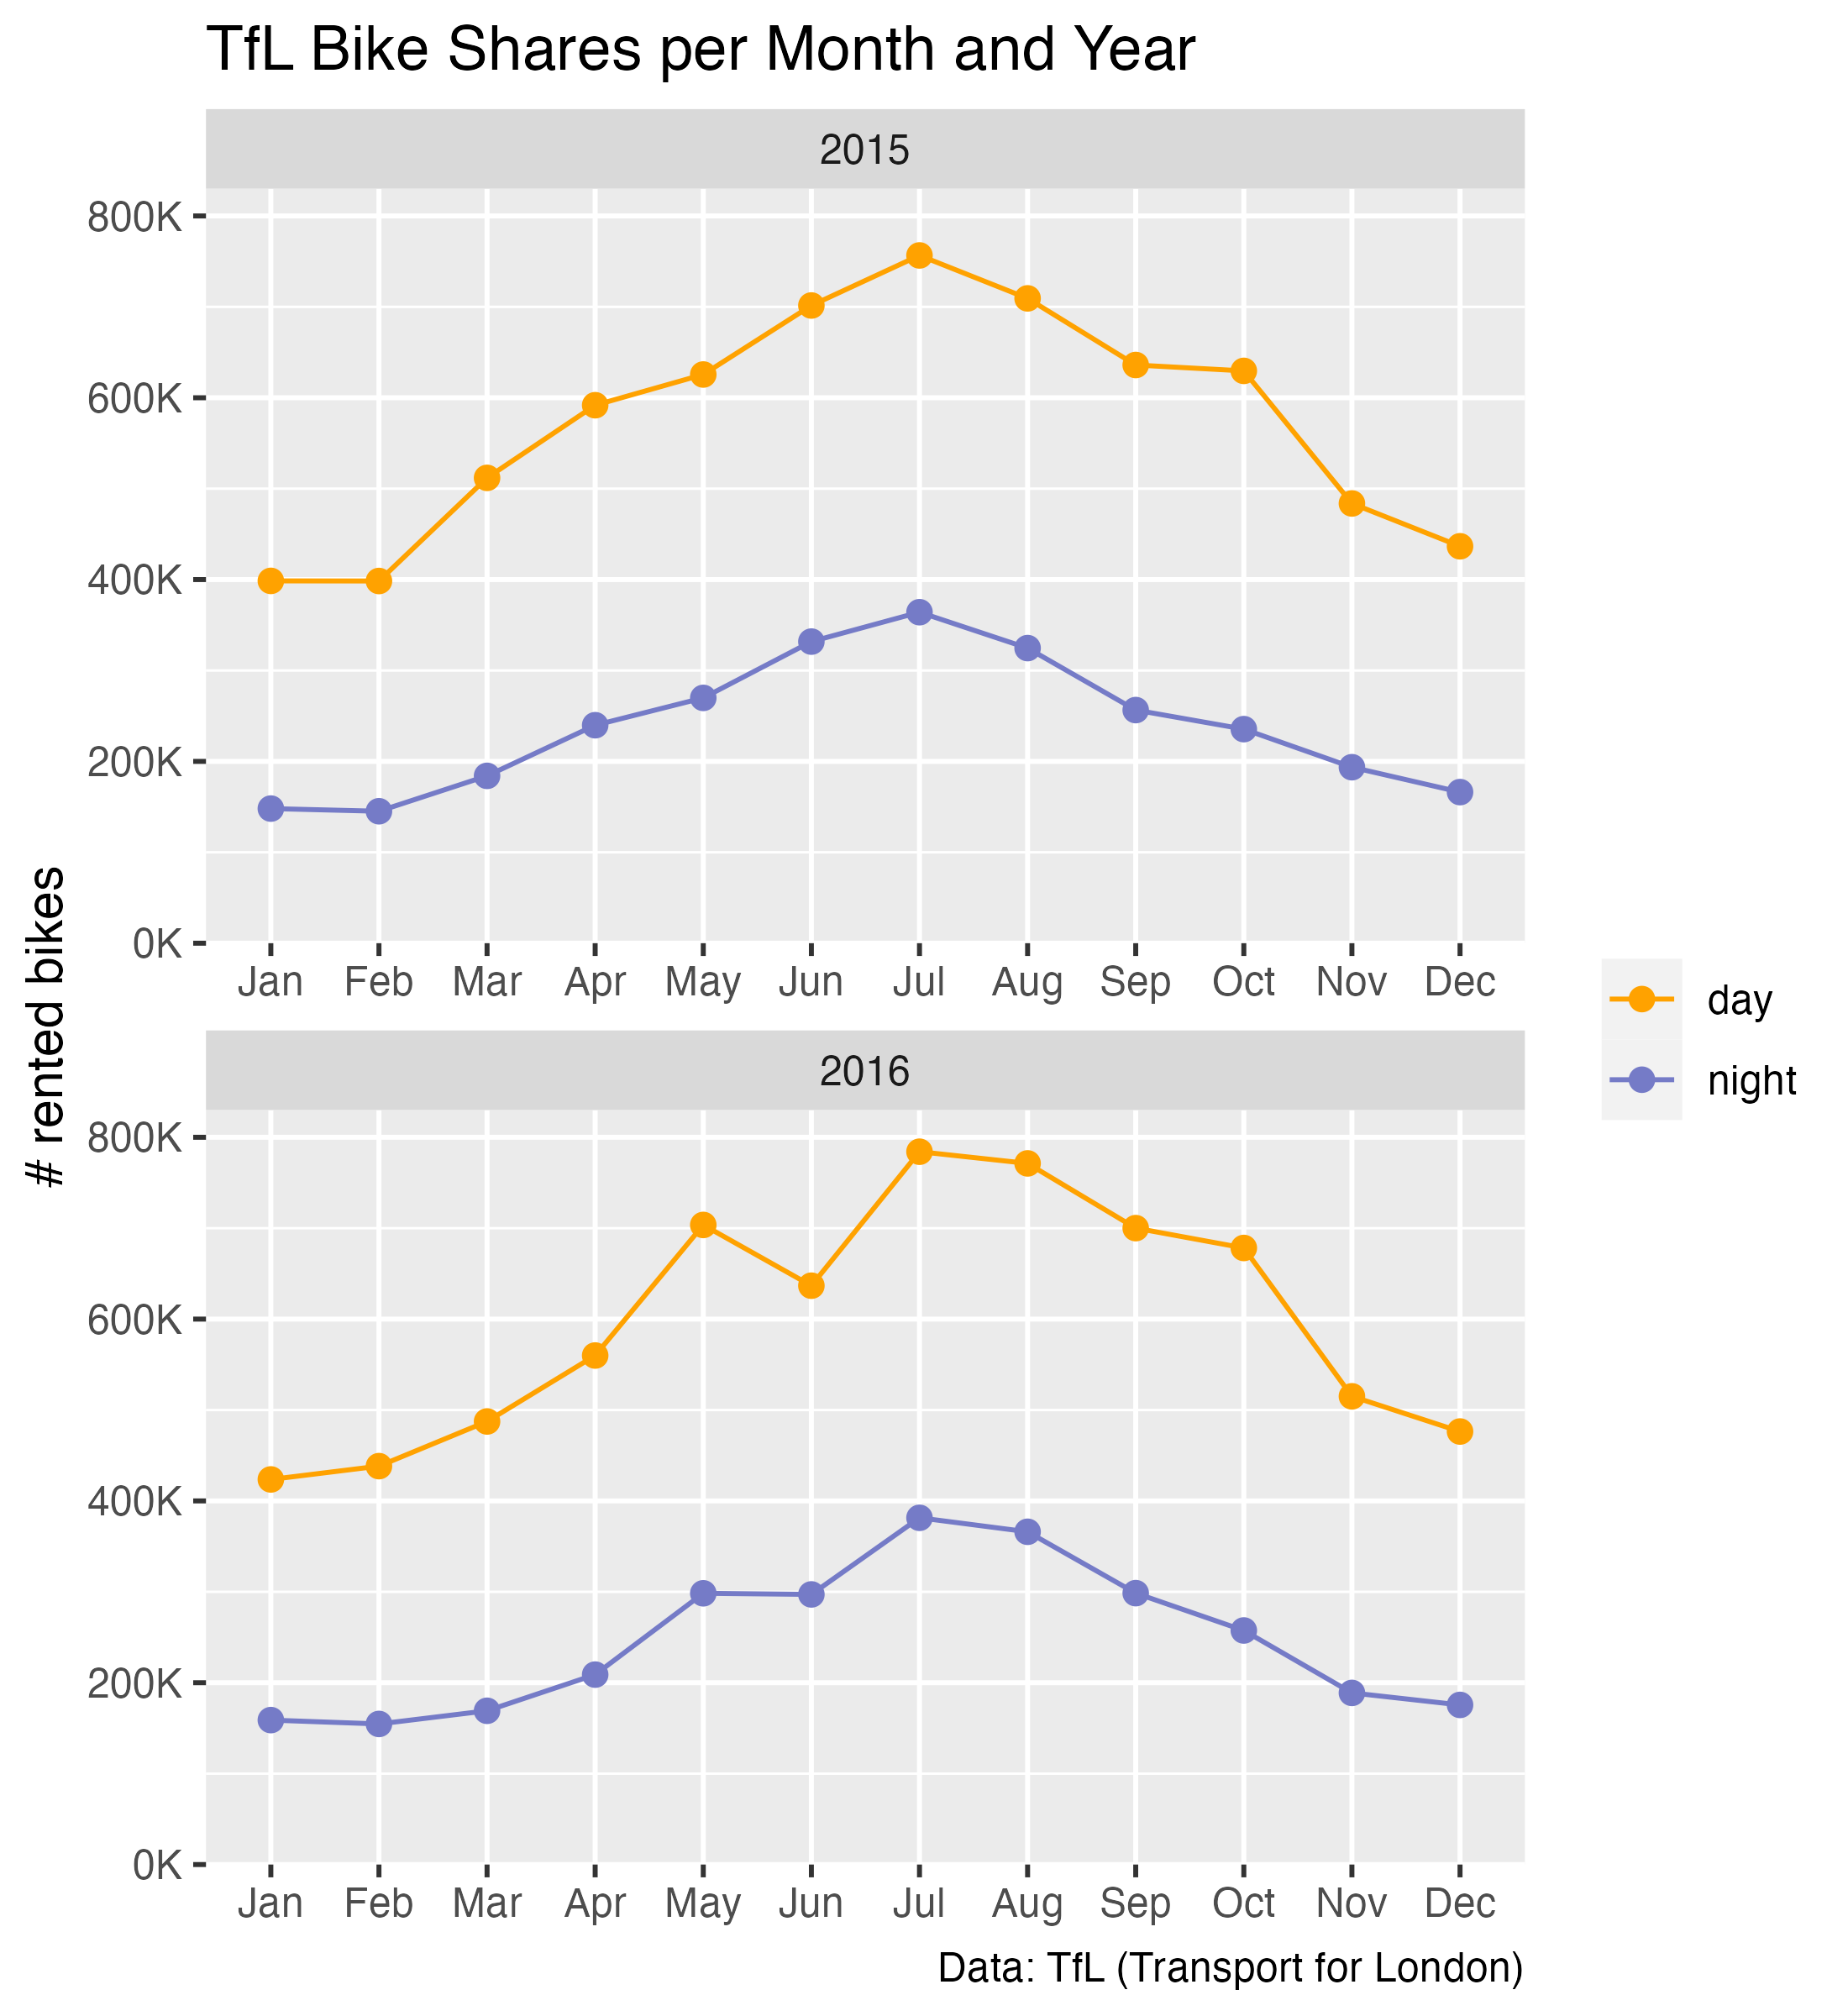 TfL Bike Shares per Month and Year
2015
800K
600K
400K
200K
0K
Jan Feb Mar Apr May Jun Jul Aug Sep Oct Nov Dec
# rented bikes
2016
800K
600K
400K
200K
0K
Jan Feb Mar Apr May Jun Jul Aug Sep Oct Nov Dec
day
night
Data: TfL (Transport for London)